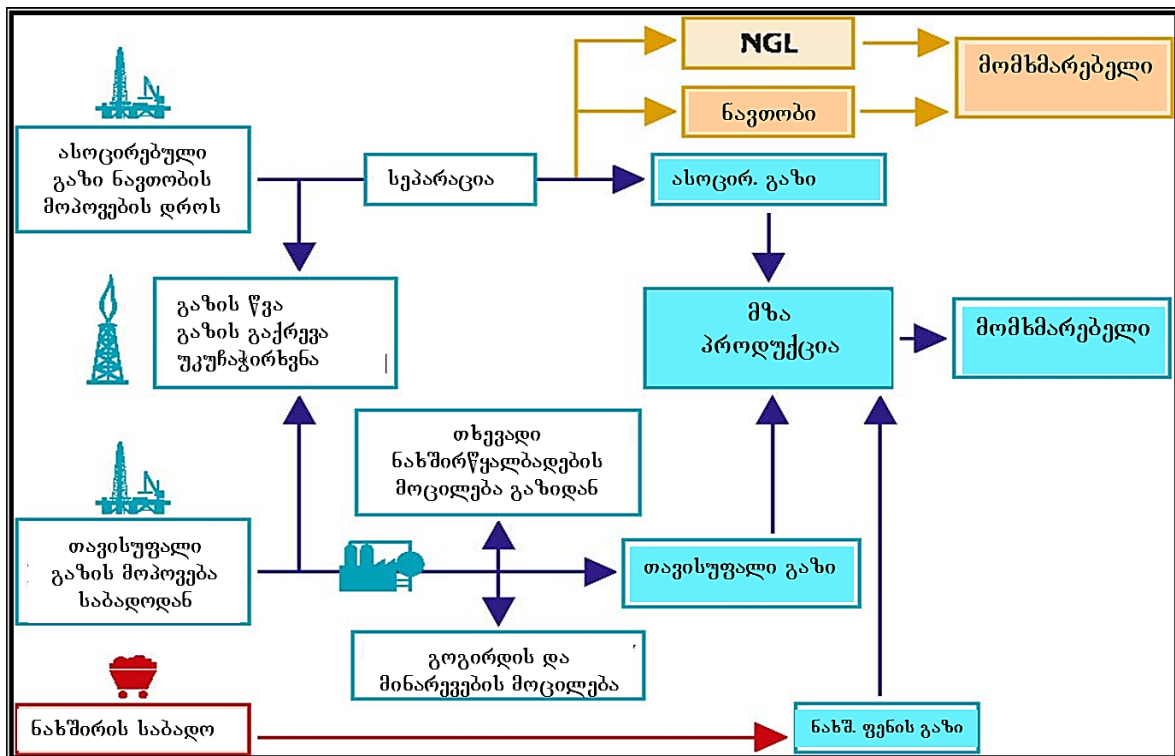 NGL
მომხმარებელი
ნავთობი
ასოცირებული
გაზი ნავთობის
მოპოვების დროს
სეპარაცია
ასოცირ. გაზი
გაზის წვა
გაზის გაქრევა
უკუჩაჭირხვნა
მზა
პროდუქცია
მომხმარებელი
თხევადი
ნახშირწყალბადების
მოცილება გაზიდან
თავისუფალი
გაზის მოპოვება
საბადოდან
თავისუფალი გაზი
გოგირდის და
მინარევების მოცილება
ნახშირის საბადო
ნახშ. ფენის გაზი